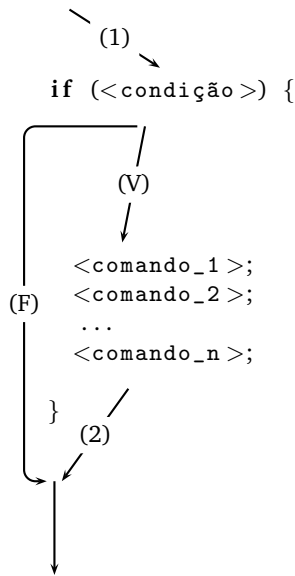 (1)
if (<condição>) {
(V)
<comando_1>;
<comando_2>;
(F)
...
<comando_n>;
}
(2)